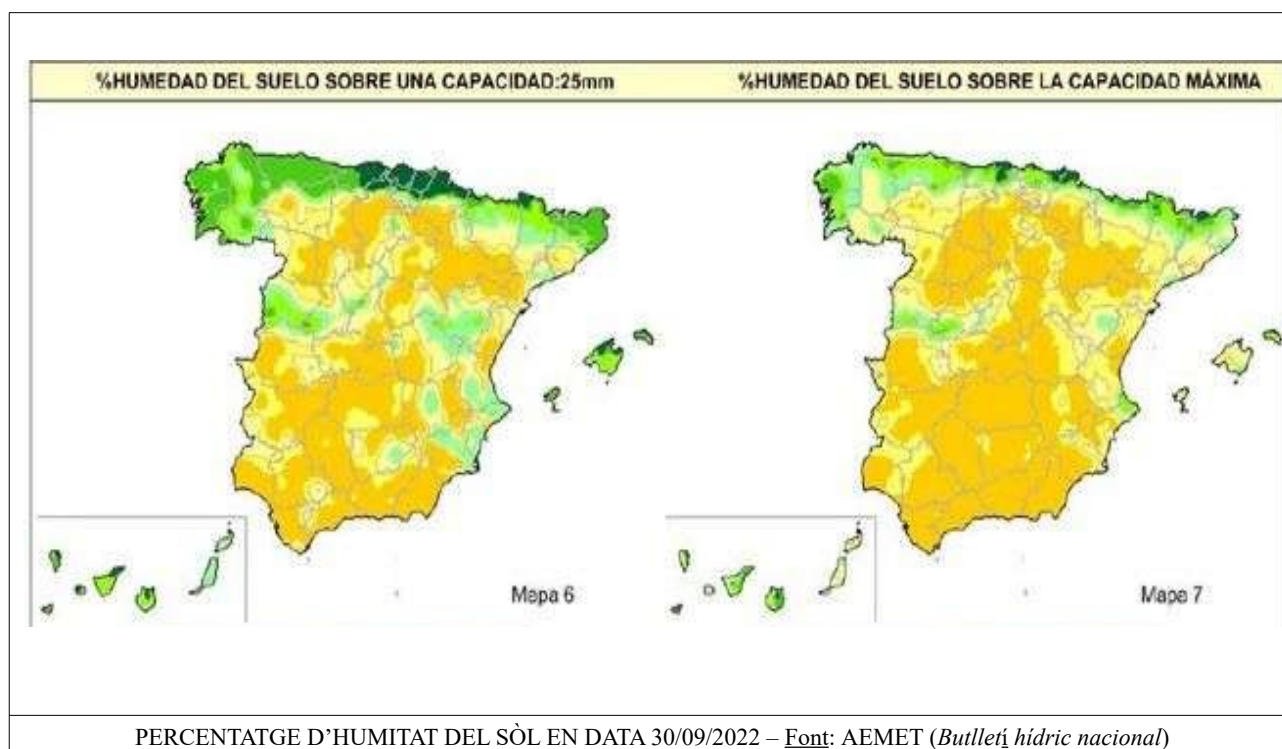 %HUMEDAD DEL SUELO SOBRE UNA CAPACIDAD:25mm
%HUMEDAD DEL SUELO SOBRE LA CAPACIDAD MÁXIMA
Mapa 6
Mapa 7
PERCENTATGE D’HUMITAT DEL SÒL EN DATA 30/09/2022 – Font: AEMET (Butlletí hídric nacional)